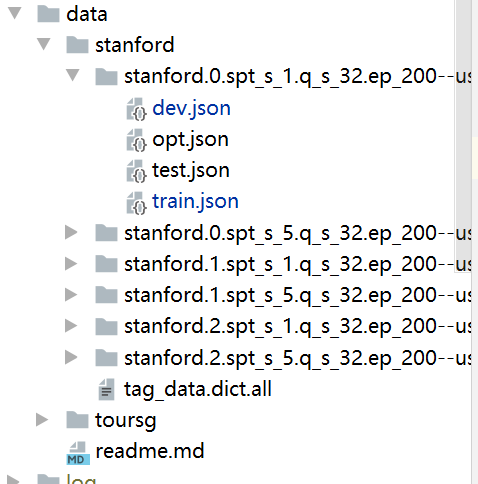 data
stanford
stanford.0.spt_s_1.q_s_32.ep_200--us
dev.json
opt.json
test.json
train.json
stanford.0.spt_s_5.q_s_32.ep_200--us
stanford.1.spt_s_1.q_s_32.ep_200--us
stanford.1.spt_s_5.q_s_32.ep_200--us
stanford.2.spt_s_1.q_s_32.ep_200--us
stanford.2.spt_s_5.q_s_32.ep_200--us
tag_data.dict.all
toursg
MD readme.md
log